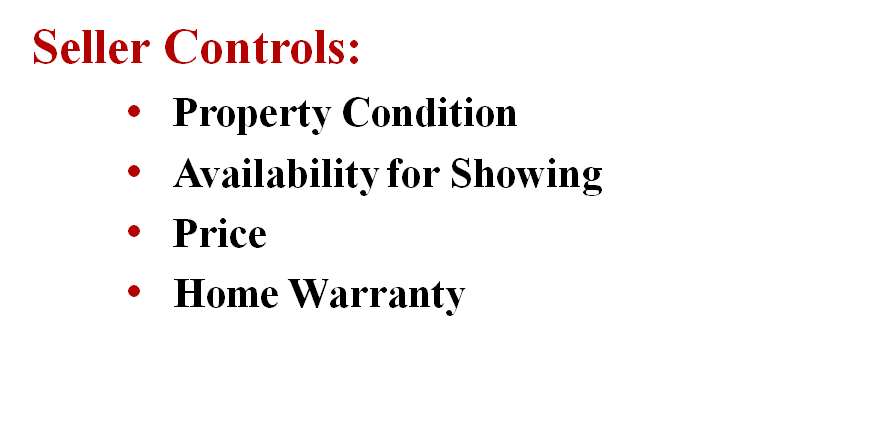 Seller Controls:
• Property Condition
• Availability for Showing
• Price
• Home Warranty